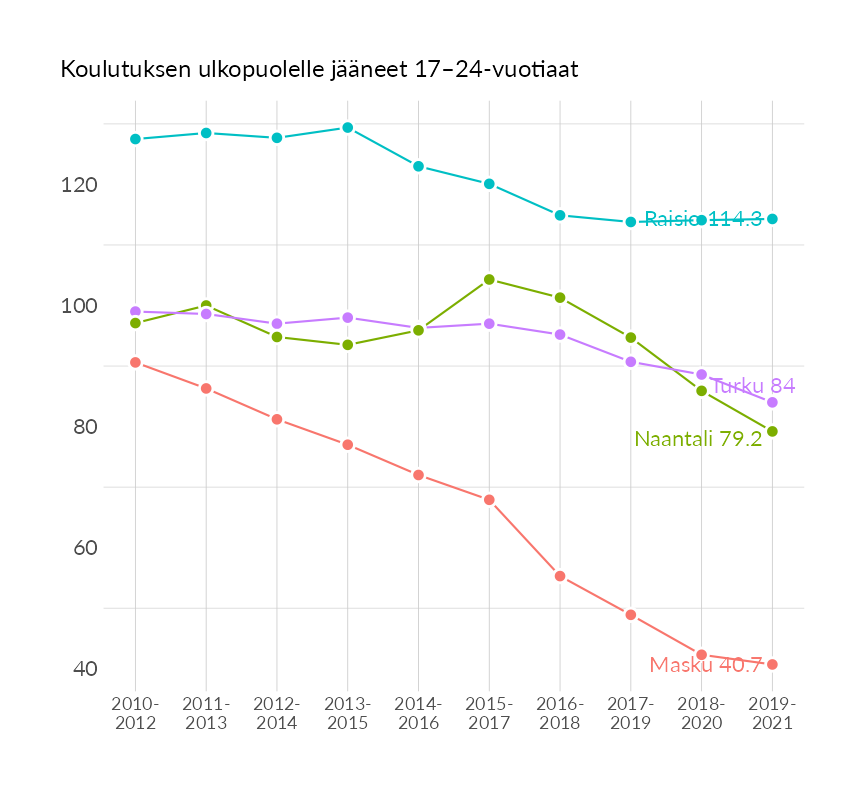 Koulutuksen ulkopuolelle jääneet 17–24-vuotiaat
120
100
80
60
40
Raisio 114.3
Turku 84
Naantali 79.2
Masku 40.7
2010- 2011- 2012- 2013- 2014- 2015- 2016- 2017- 2018- 2019-
2012 2013 2014 2015 2016 2017 2018 2019 2020 2021